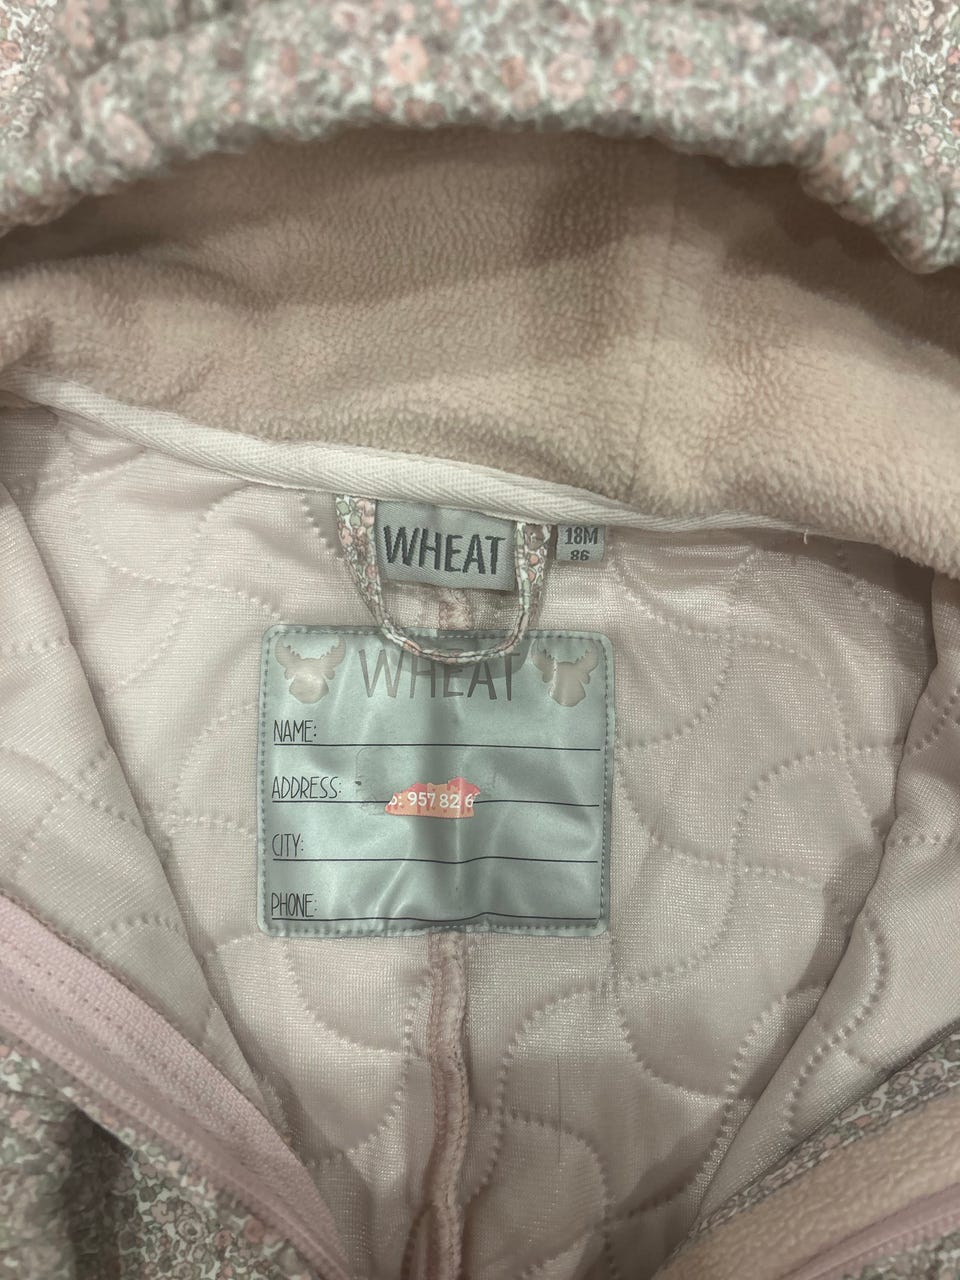 WHEAT
18M
86
WHEAT
NAME:
ADDRESS:
: 957 82 6
CITY:
PHONE: